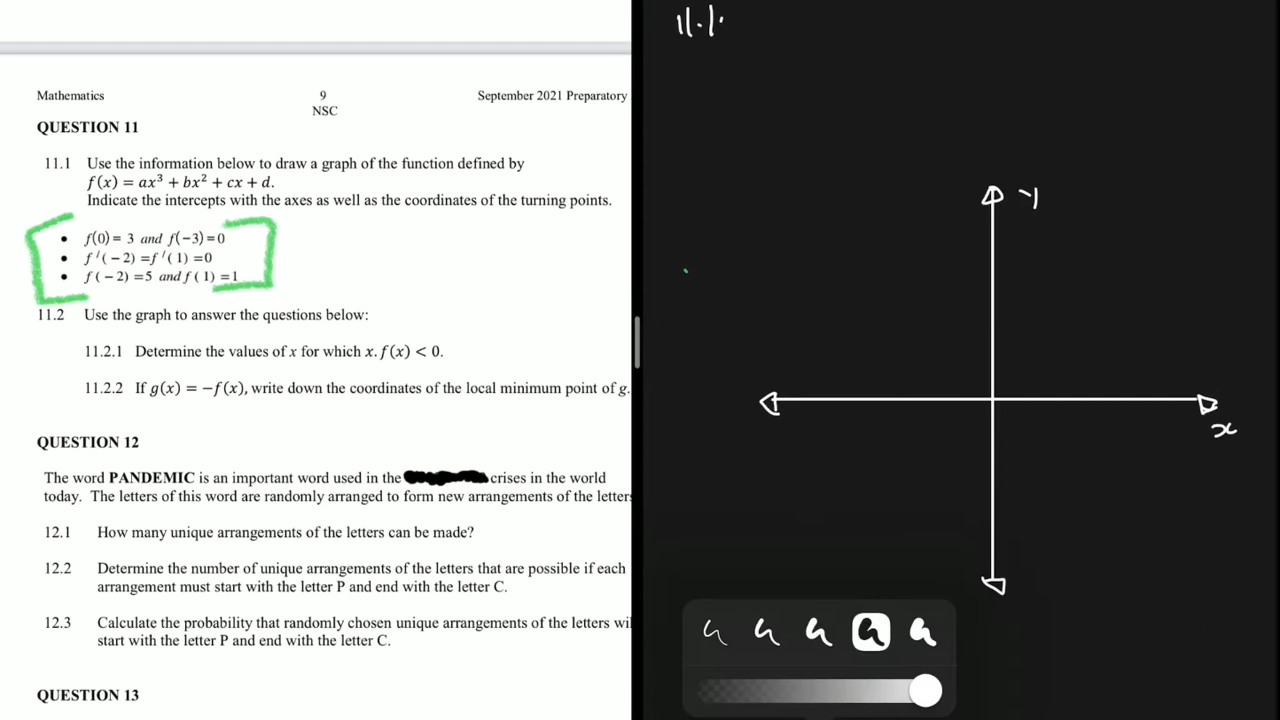 Mathematics
9
September 2021 Preparatory
NSC
QUESTION 11
11.1 Use the information below to draw a graph of the function defined by
f(x) = ax³ + bx² + cx + d.
Indicate the intercepts with the axes as well as the coordinates of the turning points.
• f(0) = 3 and f(−3) = 0
• f ′(− 2) = f ′( 1) = 0
• f (− 2) = 5 and f ( 1) = 1
11.2 Use the graph to answer the questions below:
11.2.1 Determine the values of x for which x. f(x) < 0.
11.2.2 If g(x) = −f(x), write down the coordinates of the local minimum point of g.
QUESTION 12
The word PANDEMIC is an important word used in the crises in the world
today. The letters of this word are randomly arranged to form new arrangements of the letters
12.1 How many unique arrangements of the letters can be made?
12.2 Determine the number of unique arrangements of the letters that are possible if each
arrangement must start with the letter P and end with the letter C.
12.3 Calculate the probability that randomly chosen unique arrangements of the letters wil
start with the letter P and end with the letter C.
QUESTION 13
11.1.
y
x